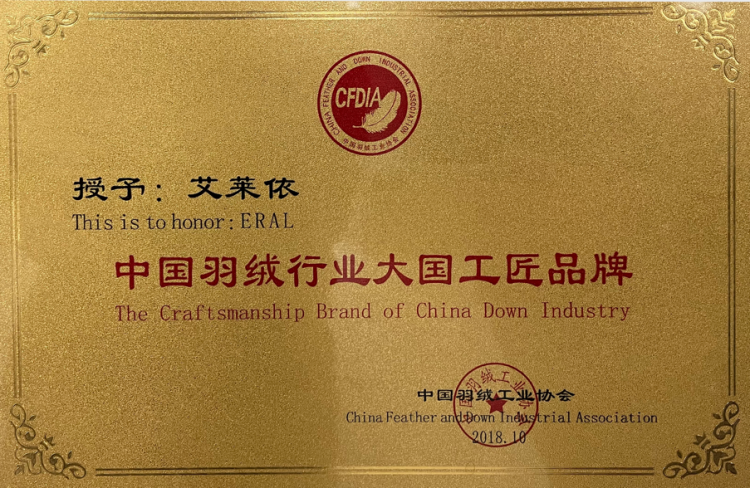 CHINA FEATHER AND DOWN INDUSTRIAL ASSOCIATION
CFDIA
授予：艾莱依
This is to honor: ERAL
中国羽绒行业大国工匠品牌
The Craftsmanship Brand of China Down Industry
中国羽绒工业协会
China Feather and Down Industrial Association
2018.10